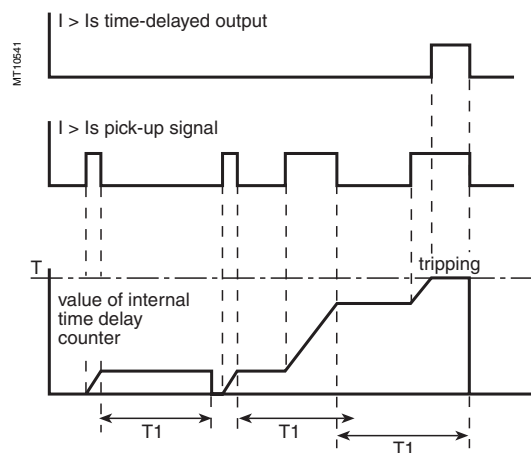 I > Is time-delayed output
MT10541
I > Is pick-up signal
T
tripping
value of internal
time delay
counter
T1
T1
T1